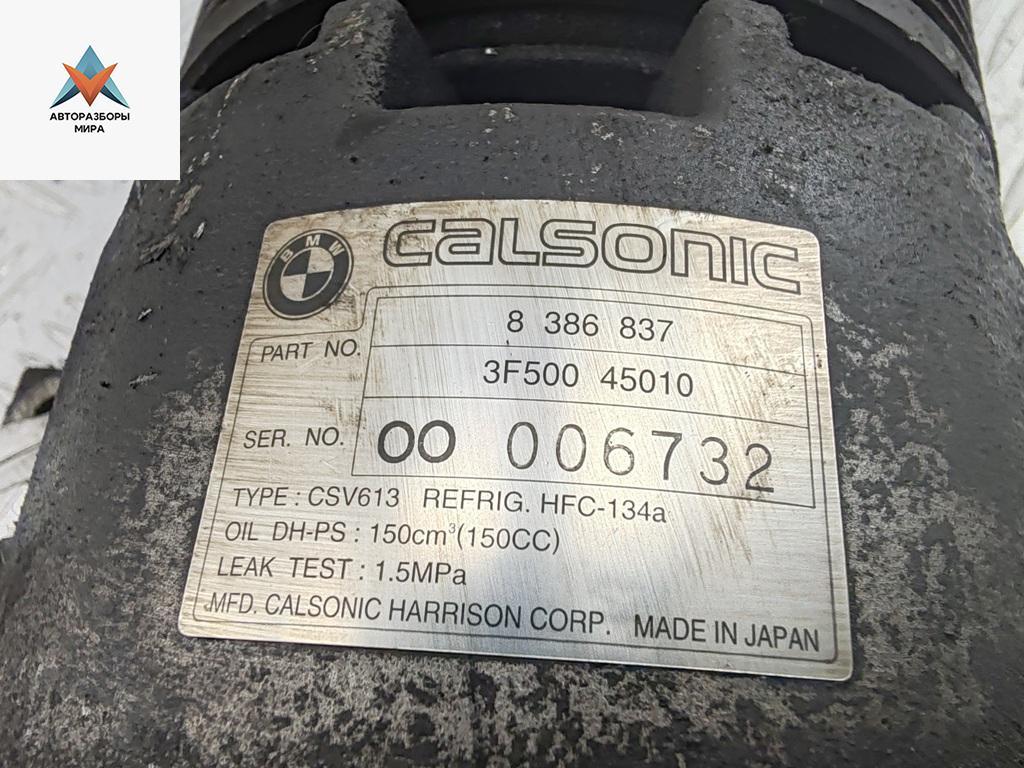 АВТОРАЗБОРЫ
МИРА
BMW
CALSONIC
PART NO.
8 386 837
3F500 45010
SER. NO. 00 006732
TYPE : CSV613 REFRIG. HFC-134a
OIL DH-PS : 150cm³(150CC)
LEAK TEST : 1.5MPa
MFD. CALSONIC HARRISON CORP. MADE IN JAPAN